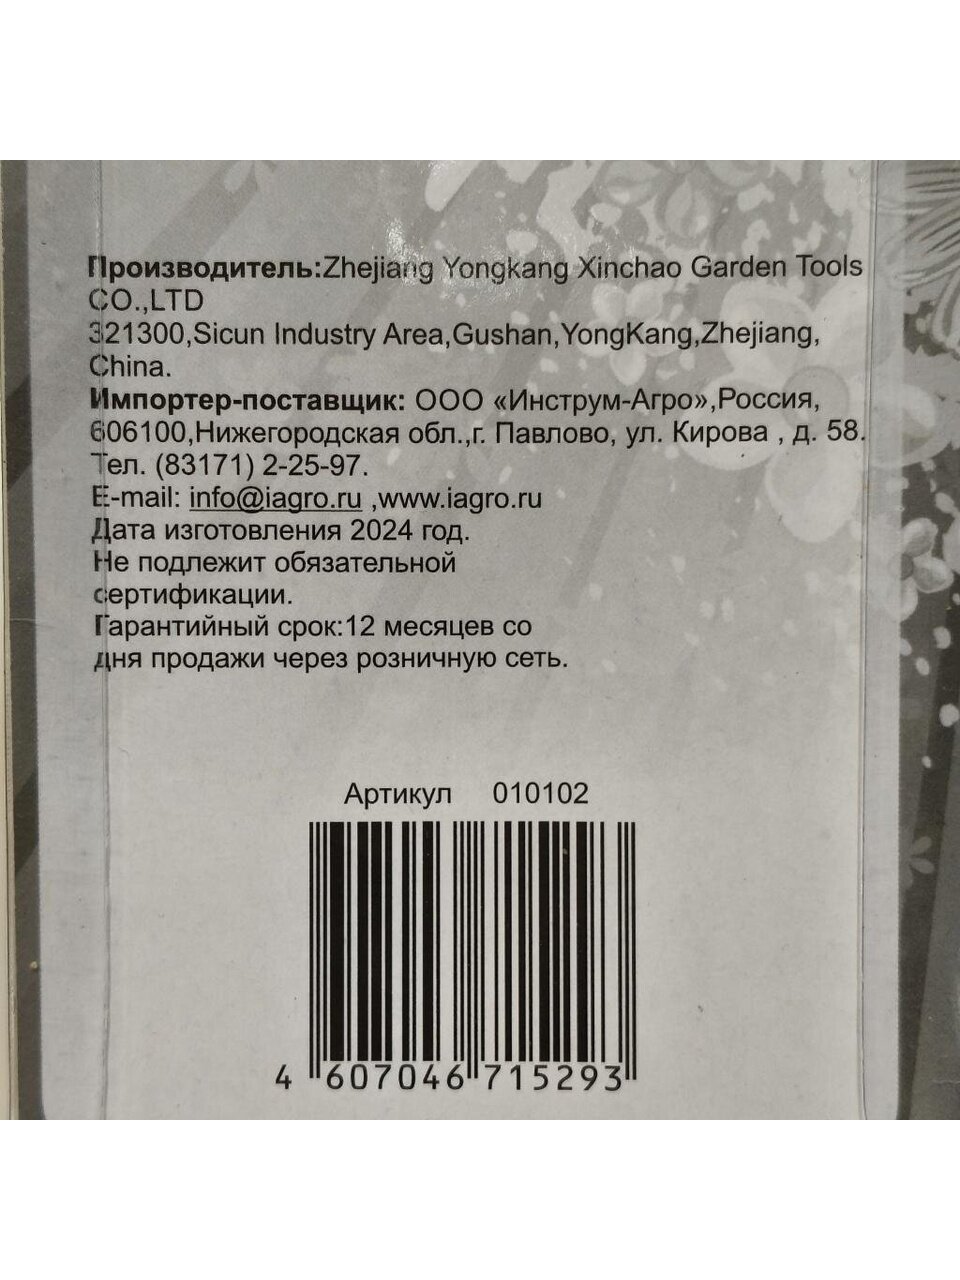 Производитель:Zhejiang Yongkang Xinchao Garden Tools
CO.,LTD
321300,Sicun Industry Area,Gushan,YongKang,Zhejiang,
China.
Импортер-поставщик: ООО «Инструм-Агро»,Россия,
606100,Нижегородская обл.,г. Павлово, ул. Кирова , д. 58.
Тел. (83171) 2-25-97.
E-mail: info@iagro.ru ,www.iagro.ru
Дата изготовления 2024 год.
Не подлежит обязательной
сертификации.
Гарантийный срок:12 месяцев со
дня продажи через розничную сеть.
Артикул 010102
4 607046 715293